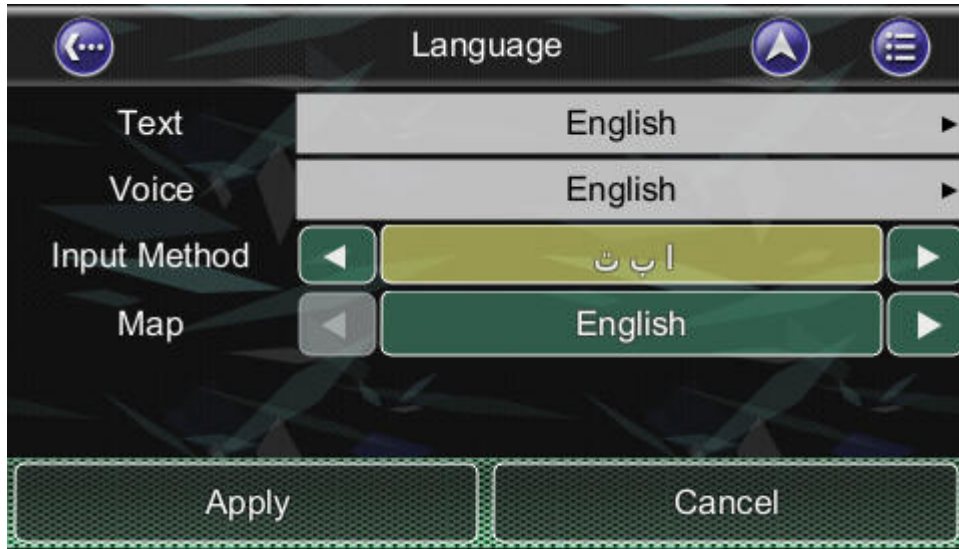 Language
Text English
Voice English
Input Method ا ب ت
Map English
Apply Cancel